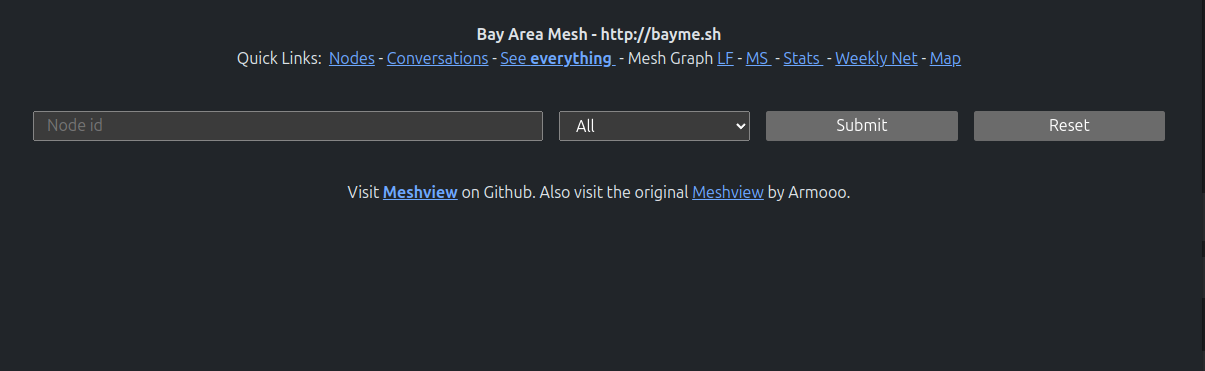 Bay Area Mesh - http://bayme.sh
Quick Links: Nodes - Conversations - See everything - Mesh Graph LF - MS - Stats - Weekly Net - Map
Node id All Submit Reset
Visit Meshview on Github. Also visit the original Meshview by Armooo.